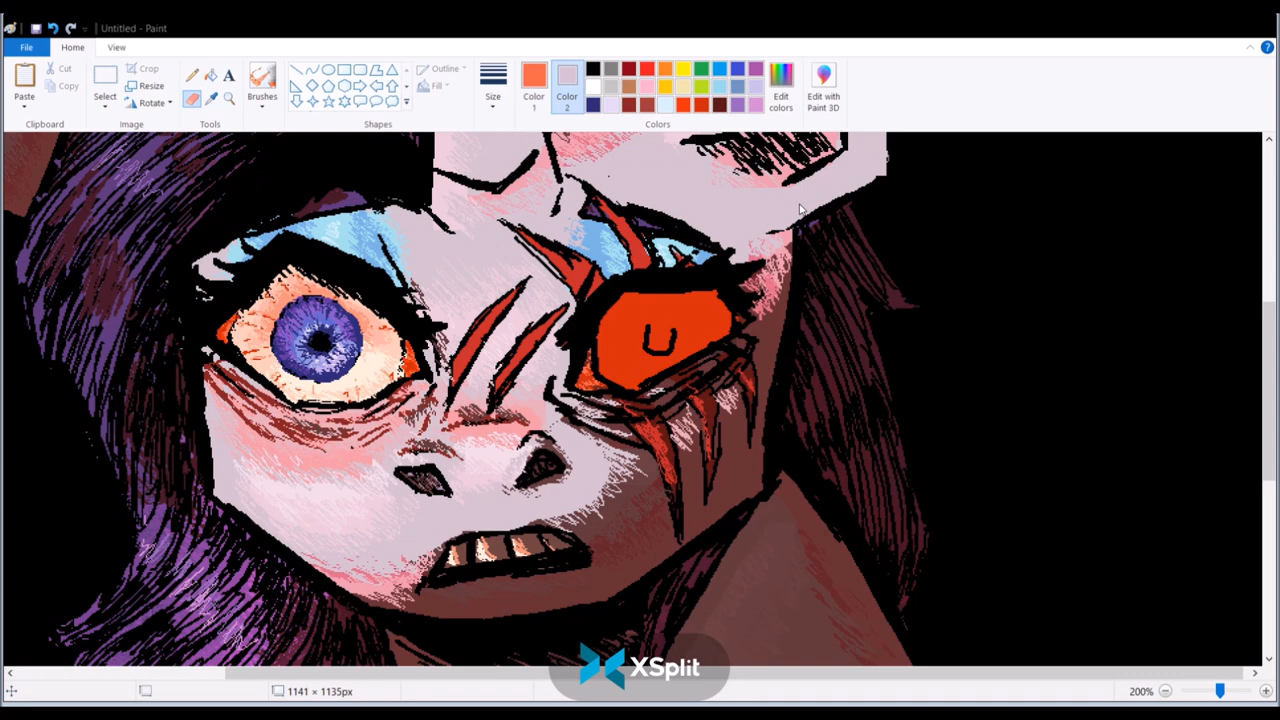 Untitled - Paint
File
Home
View
Paste
Cut
Copy
Clipboard
Select
Crop
Resize
Rotate
Image
A
Tools
Brushes
Outline
Fill
Shapes
Size
Color
1
Color
2
Edit
colors
Edit with
Paint 3D
Colors
U
XSplit
1141 × 1135px
200%